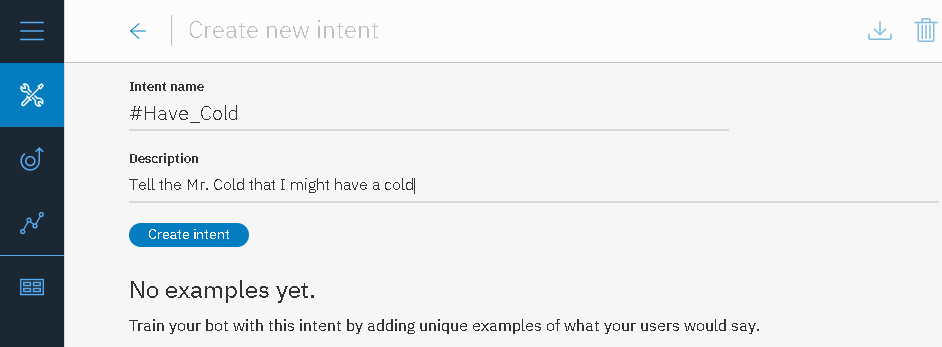 Create new intent
Intent name
#Have_Cold
Description
Tell the Mr. Cold that I might have a cold
Create intent
No examples yet.
Train your bot with this intent by adding unique examples of what your users would say.